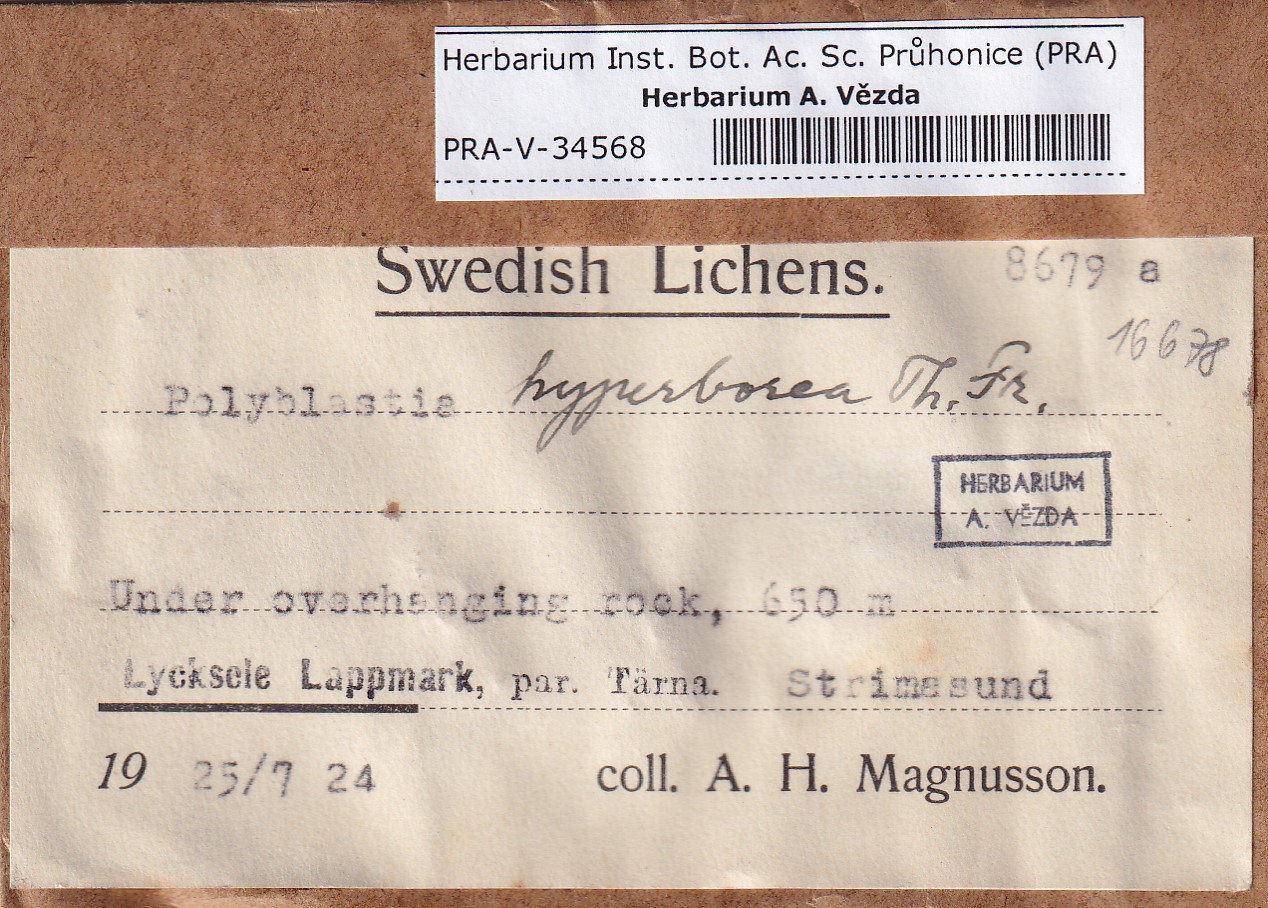 Herbarium Inst. Bot. Ac. Sc. Průhonice (PRA)
Herbarium A. Vězda
PRA-V-34568
Swedish Lichens.
8679 a
16678
Polyblastia hyperborea Th. Fr.
HERBARIUM
A. VĚZDA
Under overhanging rock, 650 m
Lycksele Lappmark, par. Tärna. Strimasund
19 25/7 24 coll. A. H. Magnusson.